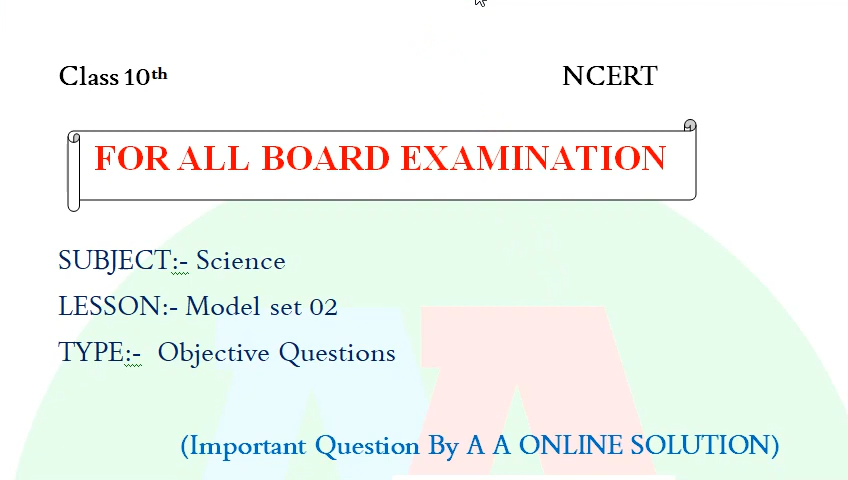 Class 10th NCERT
FOR ALL BOARD EXAMINATION
SUBJECT:- Science
LESSON:- Model set 02
TYPE:- Objective Questions
(Important Question By A A ONLINE SOLUTION)